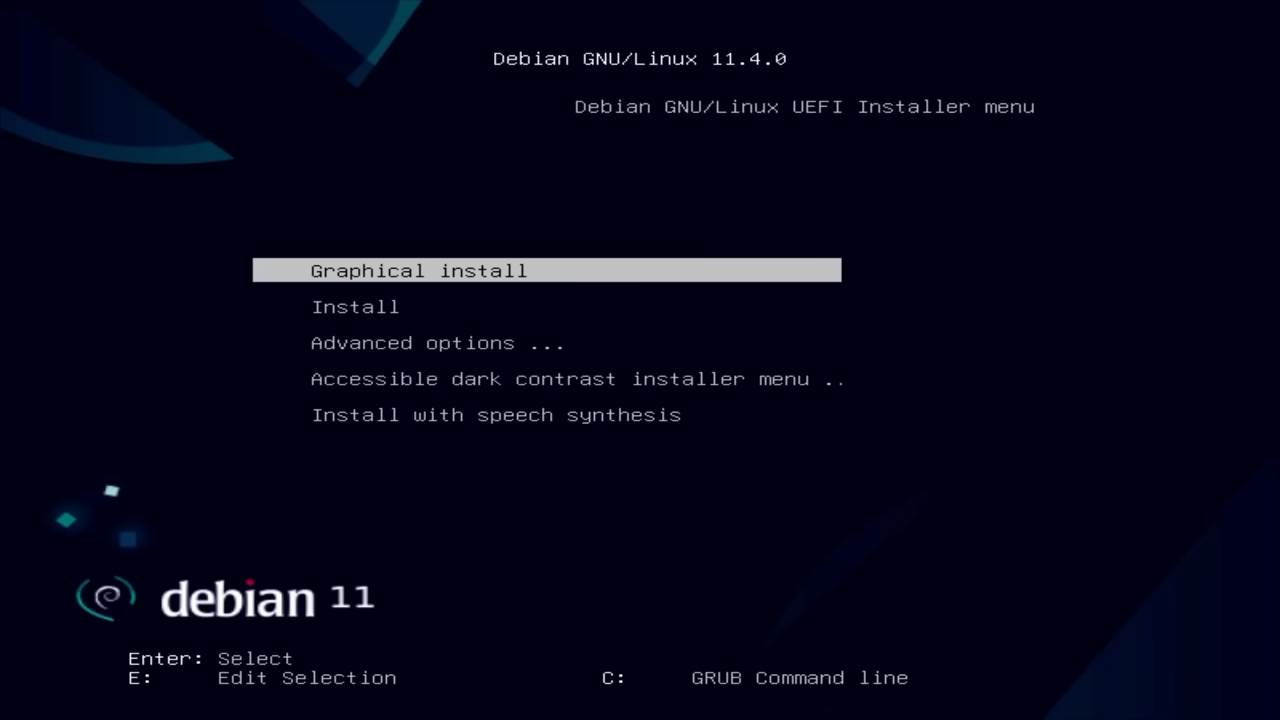 Debian GNU/Linux 11.4.0
Debian GNU/Linux UEFI Installer menu
Graphical install
Install
Advanced options ...
Accessible dark contrast installer menu ..
Install with speech synthesis
debian 11
Enter: Select
E: Edit Selection C: GRUB Command line